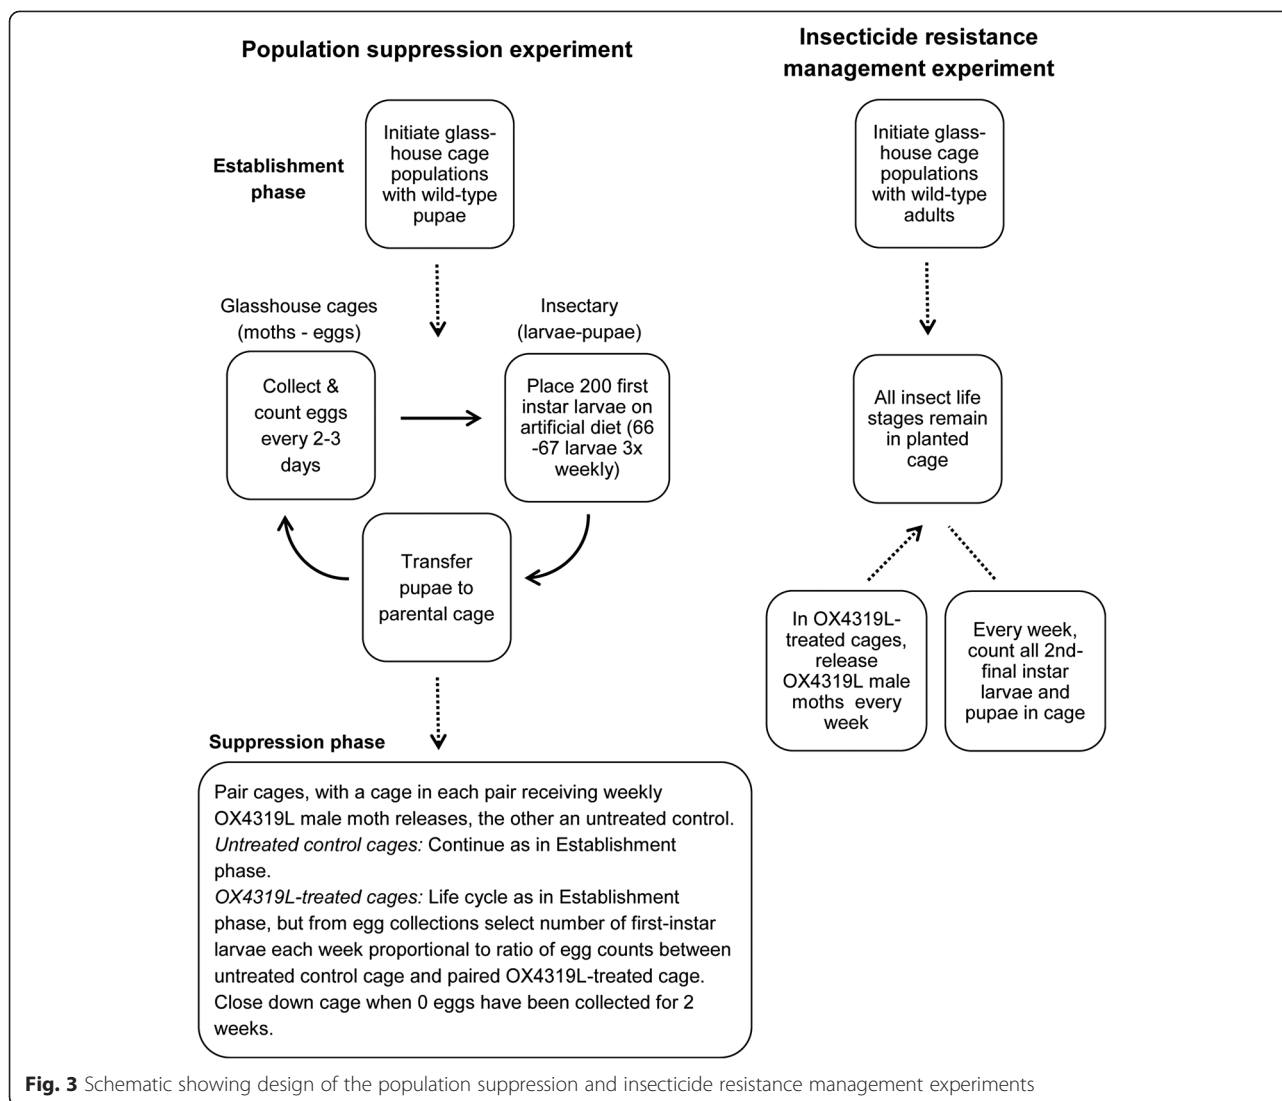 Population suppression experiment
Establishment
phase
Initiate glass-
house cage
populations
with wild-type
pupae
Glasshouse cages
(moths - eggs)
Insectary
(larvae-pupae)
Collect &
count eggs
every 2-3
days
Place 200 first
instar larvae on
artificial diet (66
-67 larvae 3x
weekly)
Transfer
pupae to
parental cage
Suppression phase
Pair cages, with a cage in each pair receiving weekly
OX4319L male moth releases, the other an untreated control.
Untreated control cages: Continue as in Establishment
phase.
OX4319L-treated cages: Life cycle as in Establishment
phase, but from egg collections select number of first-instar
larvae each week proportional to ratio of egg counts between
untreated control cage and paired OX4319L-treated cage.
Close down cage when 0 eggs have been collected for 2
weeks.
Insecticide resistance
management experiment
Initiate glass-
house cage
populations
with wild-type
adults
All insect life
stages remain
in planted
cage
In OX4319L-
treated cages,
release
OX4319L male
moths every
week
Every week,
count all 2nd-
final instar
larvae and
pupae in cage
Fig. 3 Schematic showing design of the population suppression and insecticide resistance management experiments